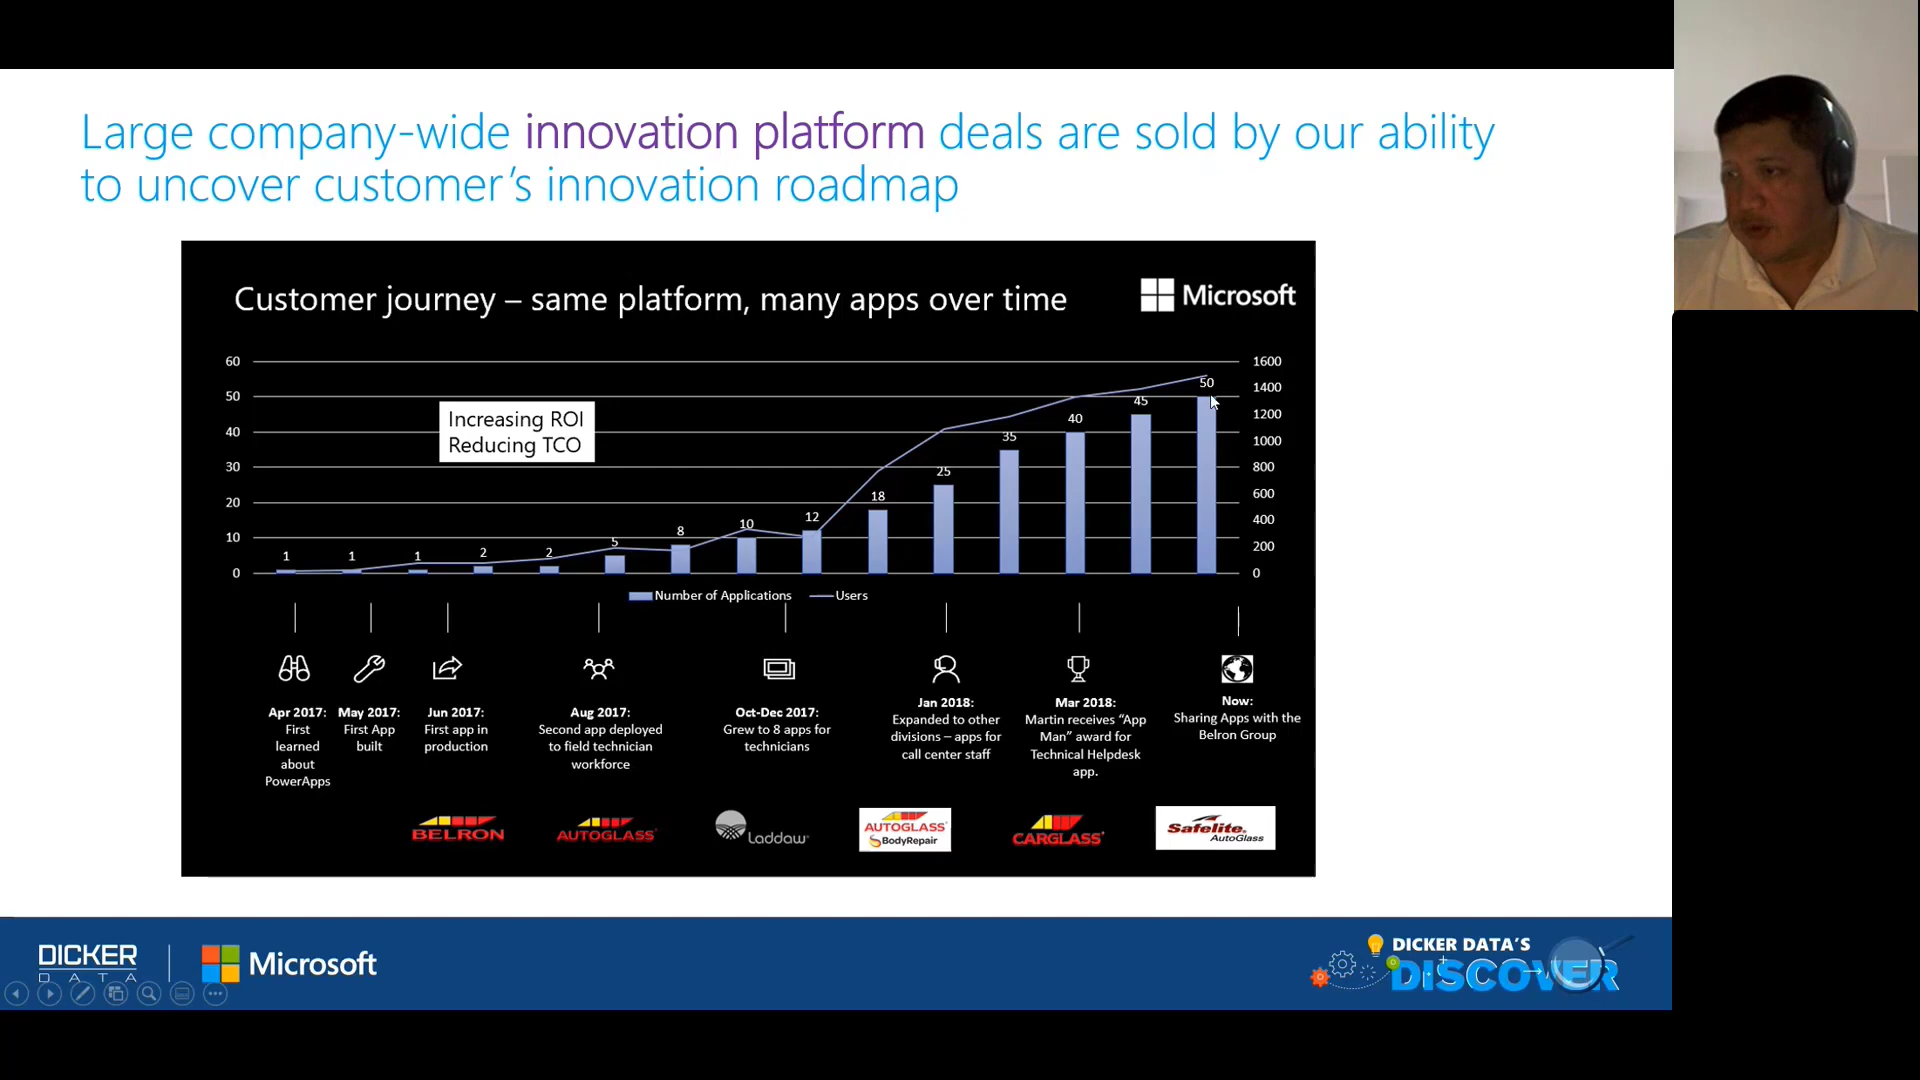 Large company-wide innovation platform deals are sold by our ability
to uncover customer's innovation roadmap
Customer journey – same platform, many apps over time
Microsoft
60
50
40
30
20
10
0
1600
1400
1200
1000
800
600
400
200
0
Increasing ROI
Reducing TCO
1
1
1
2
2
5
8
10
12
18
25
35
40
45
50
Number of Applications
Users
Apr 2017:
First
learned
about
PowerApps
May 2017:
First App
built
Jun 2017:
First app in
production
Aug 2017:
Second app deployed
to field technician
workforce
Oct-Dec 2017:
Grew to 8 apps for
technicians
Jan 2018:
Expanded to other
divisions – apps for
call center staff
Mar 2018:
Martin receives “App
Man” award for
Technical Helpdesk
app.
Now:
Sharing Apps with the
Belron Group
BELRON
AUTOGLASS®
Laddaw
AUTOGLASS®
BodyRepair
CARGLASS®
Safelite.
AutoGlass
DICKER
DATA
Microsoft
DICKER DATA'S
DISCOVER